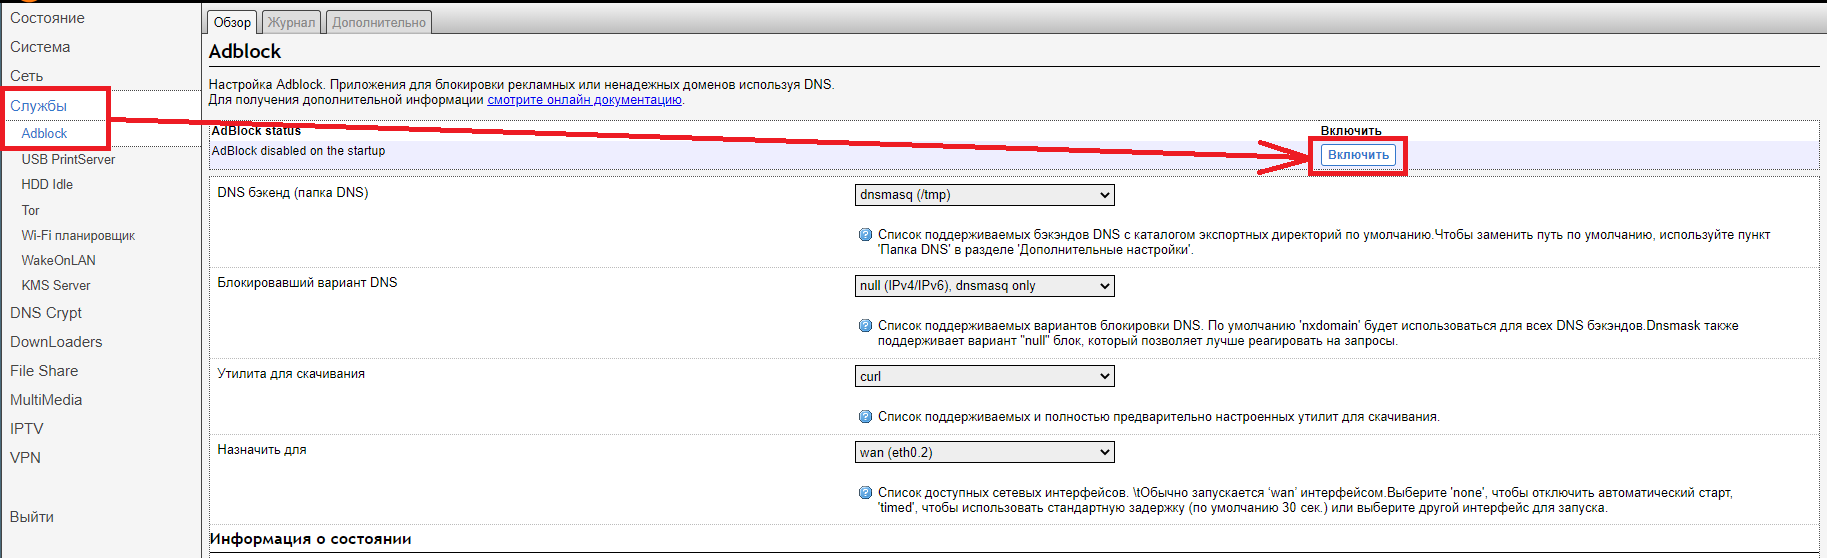 Состояние
Система
Сеть
Службы
Adblock
USB PrintServer
HDD Idle
Tor
Wi-Fi планировщик
WakeOnLAN
KMS Server
DNS Crypt
DownLoaders
File Share
MultiMedia
IPTV
VPN
Выйти
Обзор
Журнал
Дополнительно
Adblock
Настройка Adblock. Приложения для блокировки рекламных или ненадежных доменов используя DNS.
Для получения дополнительной информации смотрите онлайн документацию.
AdBlock status
Включить
AdBlock disabled on the startup
Включить
DNS бэкенд (папка DNS)
dnsmasq (/tmp)
Список поддерживаемых бэкэндов DNS с каталогом экспортных директорий по умолчанию.Чтобы заменить путь по умолчанию, используйте пункт
'Папка DNS' в разделе 'Дополнительные настройки'.
Блокировавший вариант DNS
null (IPv4/IPv6), dnsmasq only
Список поддерживаемых вариантов блокировки DNS. По умолчанию 'nxdomain' будет использоваться для всех DNS бэкэндов.Dnsmask также
поддерживает вариант "null" блок, который позволяет лучше реагировать на запросы.
Утилита для скачивания
curl
Список поддерживаемых и полностью предварительно настроенных утилит для скачивания.
Назначить для
wan (eth0.2)
Список доступных сетевых интерфейсов. \tОбычно запускается ‘wan’ интерфейсом.Выберите 'none', чтобы отключить автоматический старт,
'timed', чтобы использовать стандартную задержку (по умолчанию 30 сек.) или выберите другой интерфейс для запуска.
Информация о состоянии